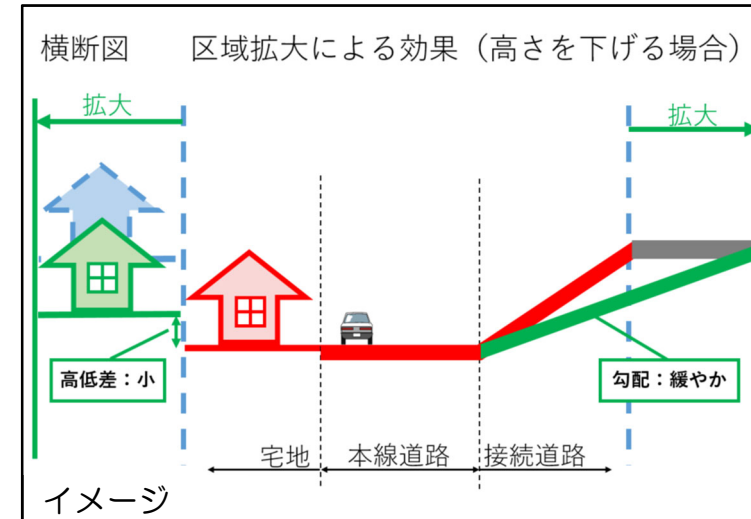 横断図 区域拡大による効果（高さを下げる場合）
拡大 拡大
高低差：小 勾配：緩やか
宅地 本線道路 接続道路
イメージ